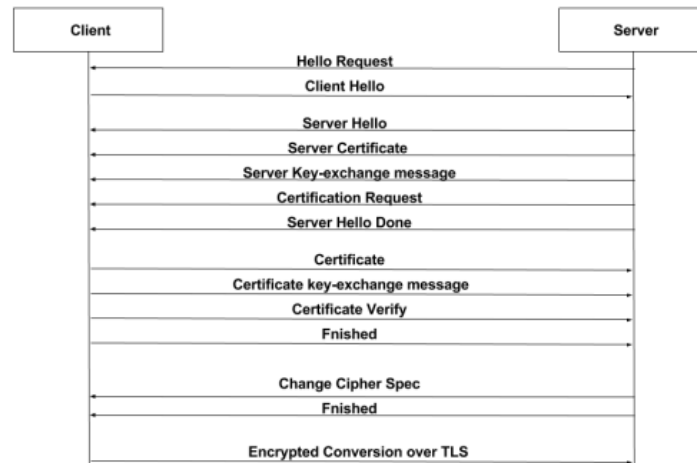 Client
Server
Hello Request
Client Hello
Server Hello
Server Certificate
Server Key-exchange message
Certification Request
Server Hello Done
Certificate
Certificate key-exchange message
Certificate Verify
Fnished
Change Cipher Spec
Fnished
Encrypted Conversion over TLS